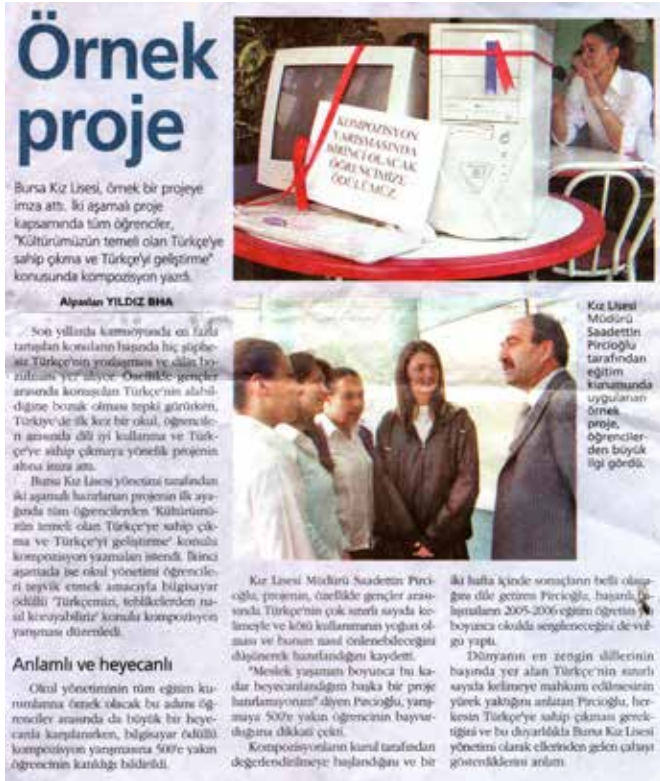 Örnek
proje
Bursa Kız Lisesi, örnek bir projeye
imza attı. İki aşamalı proje
kapsamında tüm öğrenciler,
"Kültürümüzün temeli olan Türkçe'ye
sahip çıkma ve Türkçe'yi geliştirme"
konusunda kompozisyon yazdı.
KOMPOZİSYON
YARIŞMASINDA
BİRİNCİ OLACAK
ÖĞRENCİMİZE
ÖDÜLÜMÜZ
Alpaslan YILDIZ BHA
Son yıllarda kamuoyunda en fazla
tartışılan konuların başında hiç şüphe-
siz Türkçe'nin yozlaşması ve dilin bo-
zulması yer alıyor. Özellikle gençler
arasında konuşulan Türkçe'nin alabil-
diğine bozuk olması tepki görürken,
Türkiye'de ilk kez bir okul, öğrencile-
ri arasında dili iyi kullanma ve Türk-
çe'ye sahip çıkmaya yönelik projenin
altına imza attı.
Bursa Kız Lisesi yönetimi tarafından
iki aşamalı hazırlanan projenin ilk aya-
ğında tüm öğrencilerden 'Kültürümü-
zün temeli olan Türkçe'ye sahip çık-
ma ve Türkçe'yi geliştirme' konulu
kompozisyon yazmaları istendi. İkinci
aşamada ise okul yönetimi öğrencile-
ri teşvik etmek amacıyla bilgisayar
ödüllü 'Türkçemizi, tehlikelerden na-
sıl koruyabiliriz' konulu kompozisyon
yarışması düzenledi.
Anlamlı ve heyecanlı
Okul yönetiminin tüm eğitim ku-
rumlarına örnek olacak bu adımı öğ-
renciler arasında da büyük bir heye-
canla karşılanırken, bilgisayar ödüllü
kompozisyon yarışmasına 500'e yakın
öğrencinin katıldığı bildirildi.
Kız Lisesi
Müdürü
Saadettin
Pircioğlu
tarafından
eğitim
kurumunda
uygulanan
örnek
proje,
öğrenciler-
den büyük
ilgi gördü.
Kız Lisesi Müdürü Saadettin Pirci-
oğlu, projenin, özellikle gençler ara-
sında Türkçe'nin çok sınırlı sayıda ke-
limeyle ve kötü kullanımının yoğun ol-
ması ve bunun nasıl önlenebileceğini
düşünerek hazırlandığını kaydetti.
"Meslek yaşamım boyunca bu ka-
dar heyecanlandığım başka bir proje
hatırlamıyorum" diyen Pircioğlu, yarış-
maya 500'e yakın öğrencinin başvur-
duğuna dikkati çekti.
Kompozisyonların kurul tarafından
değerlendirilmeye başlandığını ve bir
iki hafta içinde sonuçların belli olaca-
ğını dile getiren Pircioğlu, başarılı
çalışmaların 2005-2006 eğitim öğretim yılı
boyunca okulda sergileneceğini de vur-
gu yaptı.
Dünyanın en zengin dillerinin
başında yer alan Türkçe'nin sınırlı
sayıda kelimeye mahkum edilmesinin
yürek yaktığını anlatan Pircioğlu, her-
kesin Türkçe'ye sahip çıkması gerek-
tiğini ve bu duyarlılıkla Bursa Kız Lisesi
yönetimi olarak ellerinden gelen çabayı
gösterdiklerini anlattı.